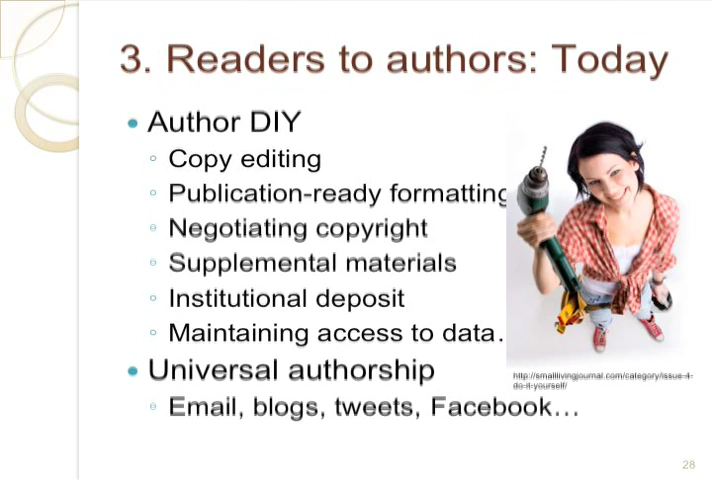 3. Readers to authors: Today
Author DIY
Copy editing
Publication-ready formatting
Negotiating copyright
Supplemental materials
Institutional deposit
Maintaining access to data…
Universal authorship
http://smalllivingjournal.com/category/issue-4-
do-it-yourself/
Email, blogs, tweets, Facebook…
28